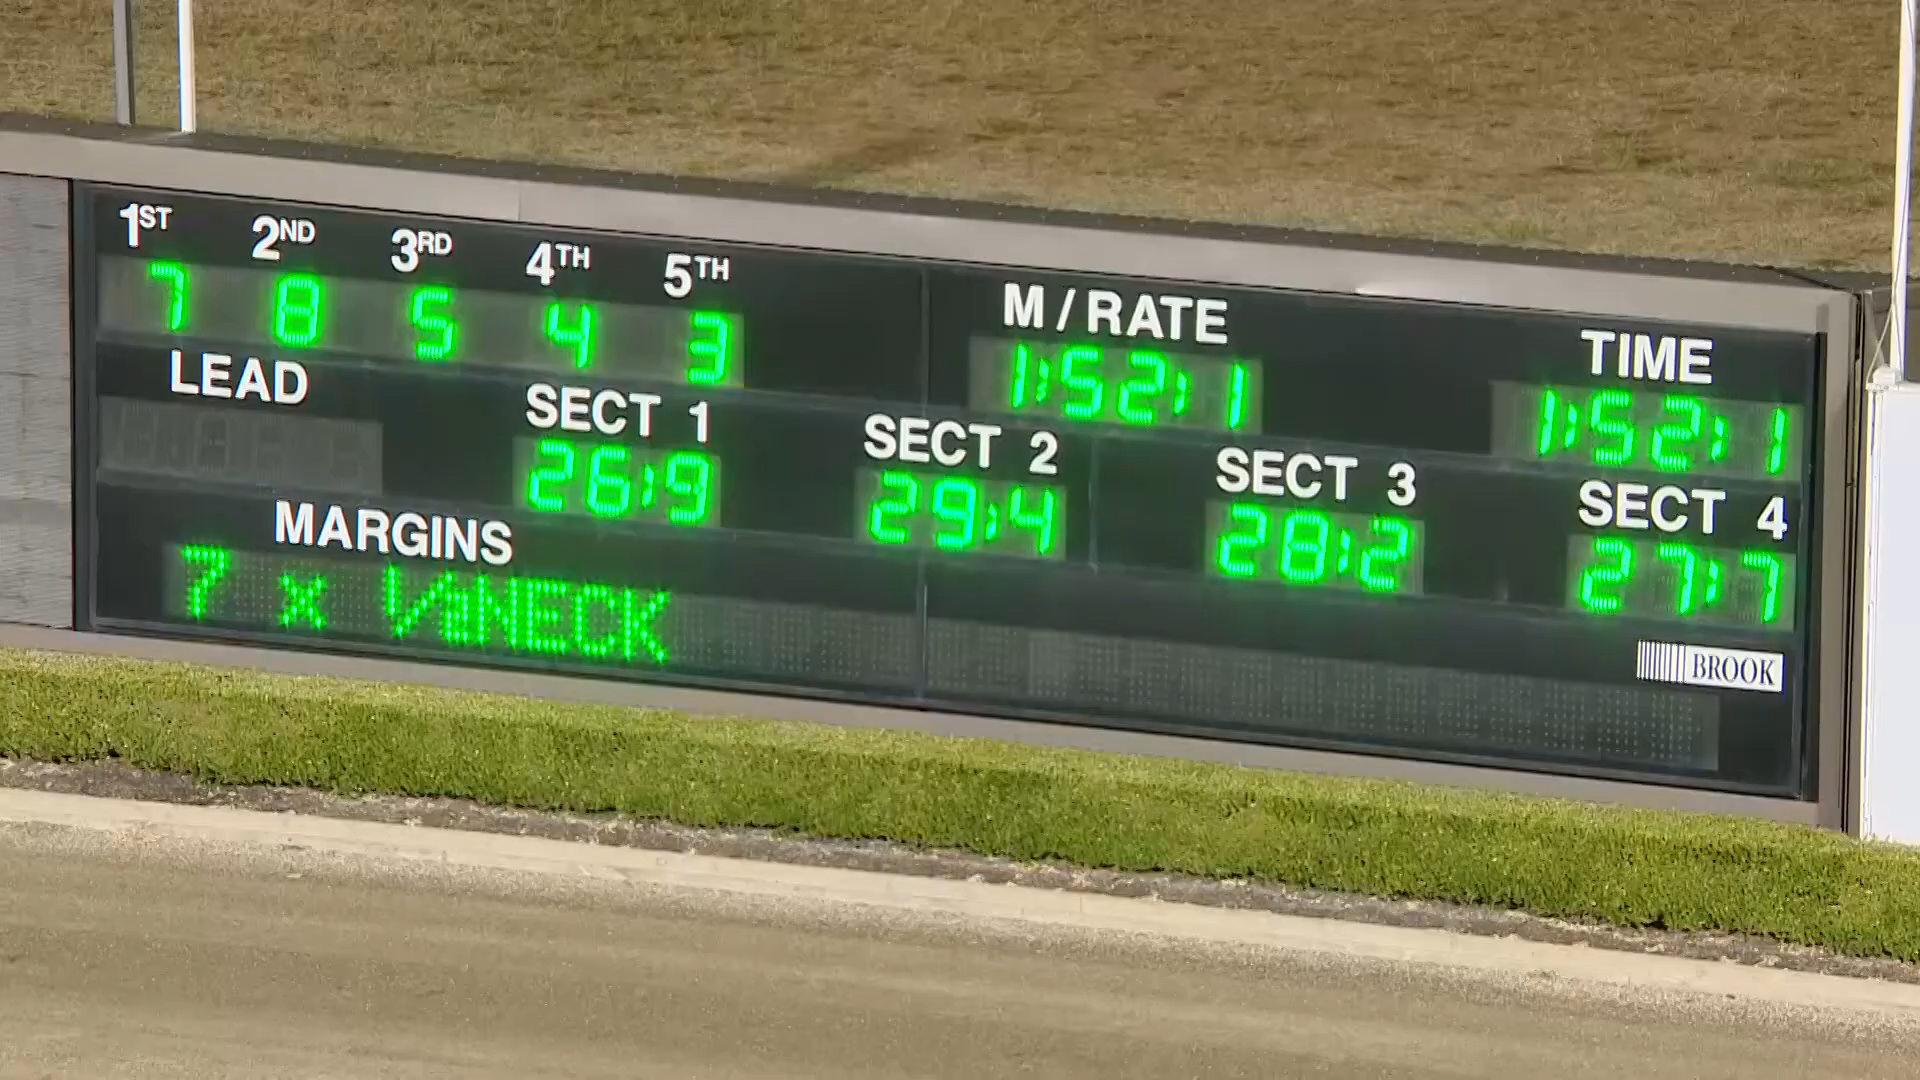 1ST 2ND 3RD 4TH 5TH
7 8 5 4 3
M / RATE TIME
1:52:1 1:52:1
LEAD SECT 1 SECT 2 SECT 3 SECT 4
26:9 29:4 28:2 27:7
MARGINS
7 x NECK
BROOK